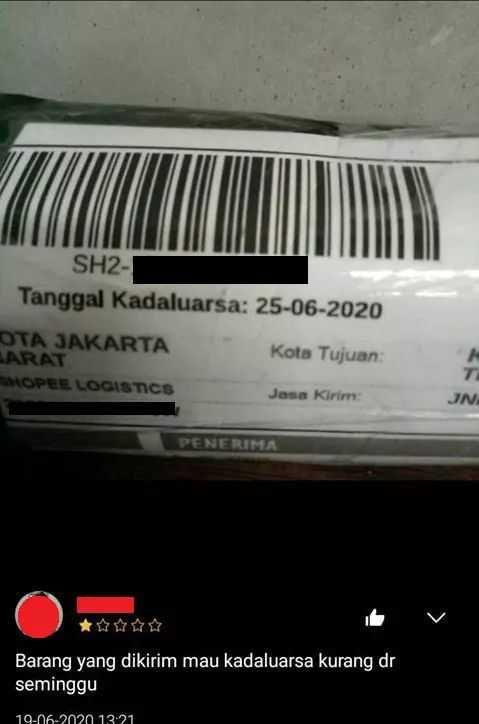 SH2-
Tanggal Kadaluarsa: 25-06-2020
OTA JAKARTA
ARAT
Kota Tujuan:
SHOPEE LOGISTICS
Jasa Kirim:
JN
PENERIMA
Barang yang dikirim mau kadaluarsa kurang dr
seminggu
19-06-2020 13:21